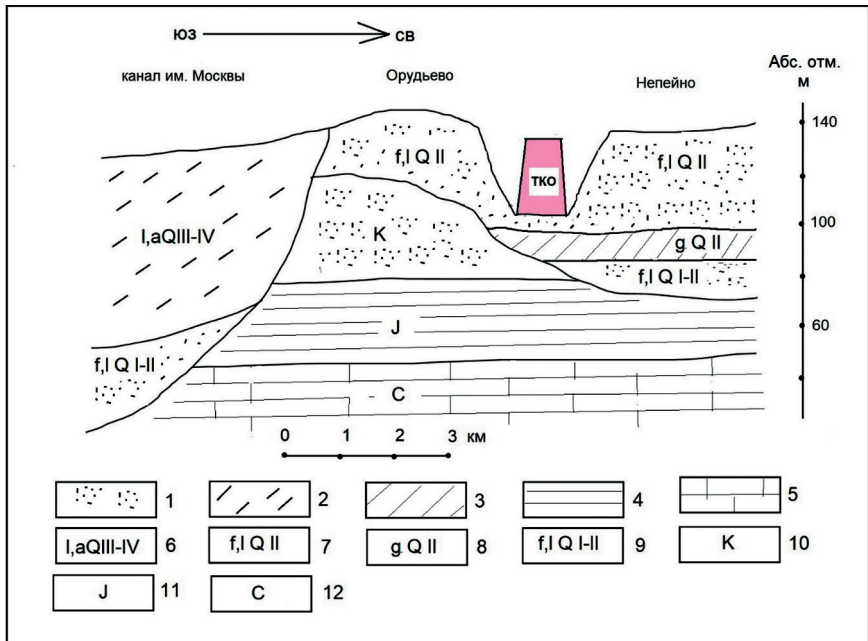 ЮЗ СВ
канал им. Москвы Орудьево Непейно Абс. отм.
м
140
f,l Q II f,l Q II
ТКО
l,aQIII-IV K 100
g Q II
f,l Q I-II
J 60
f,l Q I-II
C
0 1 2 3 км
1 2 3 4 5
l,aQIII-IV 6 f,l Q II 7 g Q II 8 f,l Q I-II 9 K 10
J 11 C 12